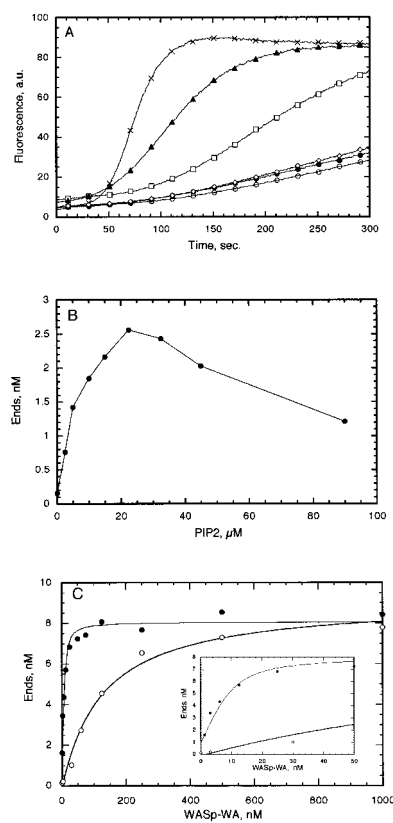 A
100
80
60
40
20
0
Fluorescence, a.u.
0 50 100 150 200 250 300
Time, sec.
B
3
2.5
2
1.5
1
0.5
0
Ends, nM
0 20 40 60 80 100
PIP2, µM
C
10
8
6
4
2
0
Ends, nM
8
7
6
5
4
3
2
1
0
Ends, nM
0 10 20 30 40 50
WASp-WA, nM
0 200 400 600 800 1000
WASp-WA, nM